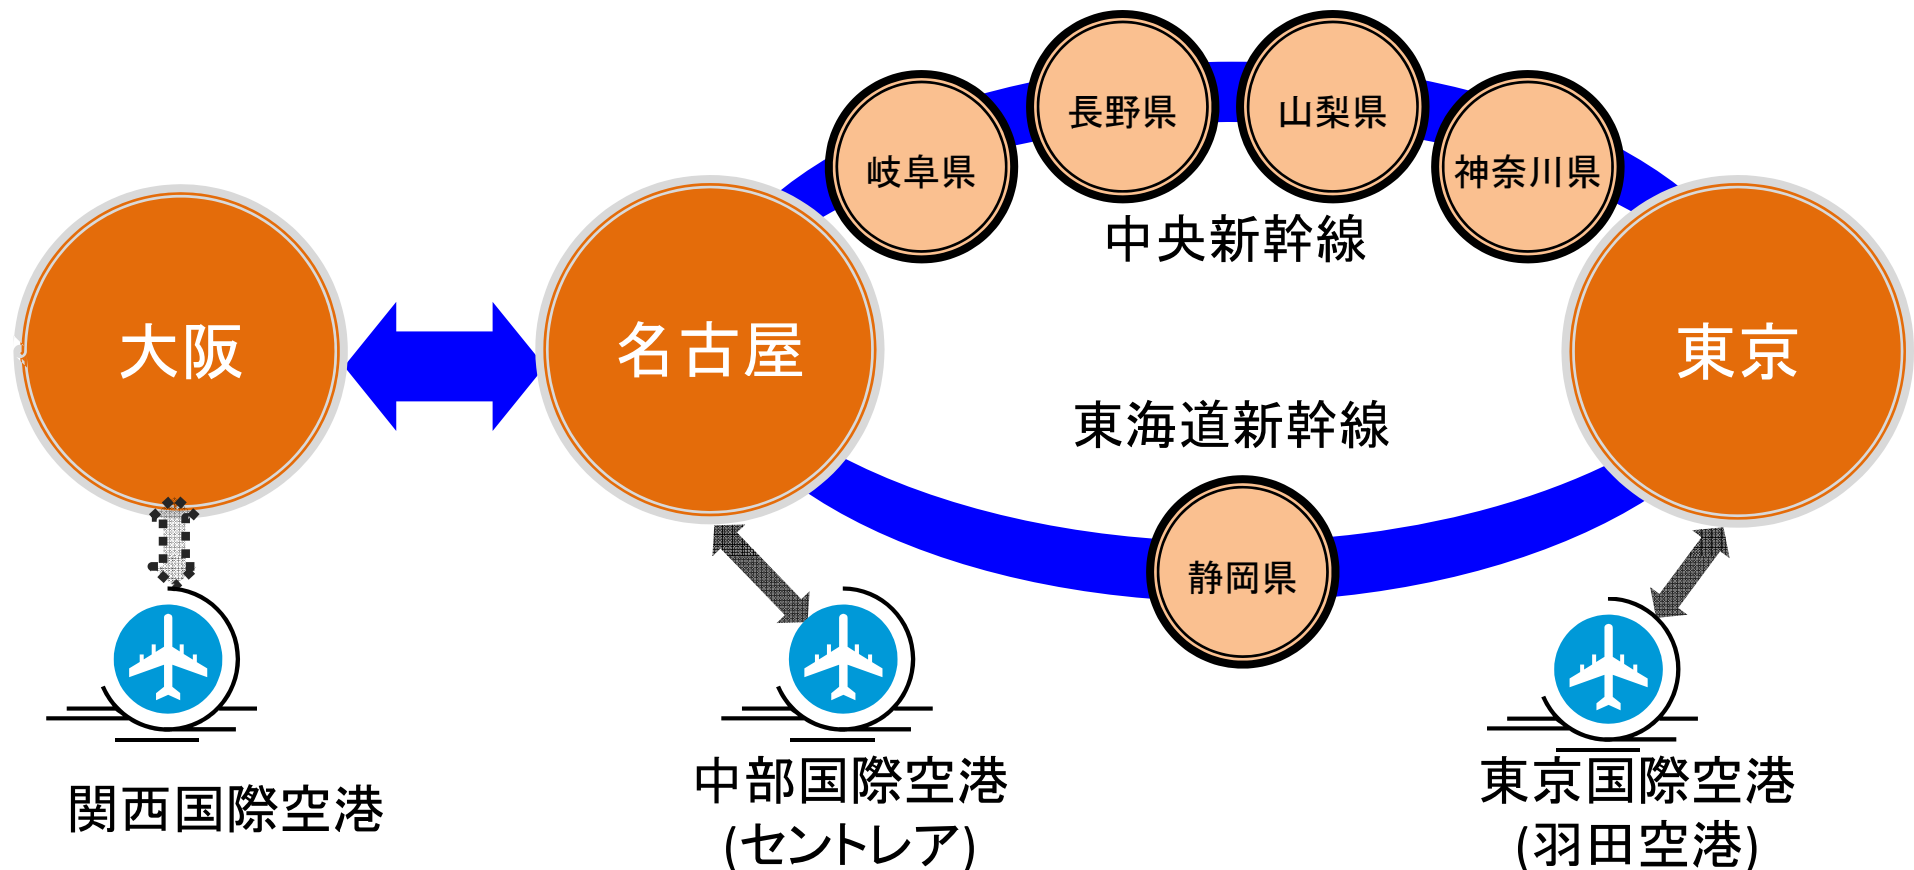 長野県
山梨県
岐阜県
神奈川県
中央新幹線
大阪
名古屋
東京
東海道新幹線
静岡県
関西国際空港
中部国際空港
(セントレア)
東京国際空港
(羽田空港)